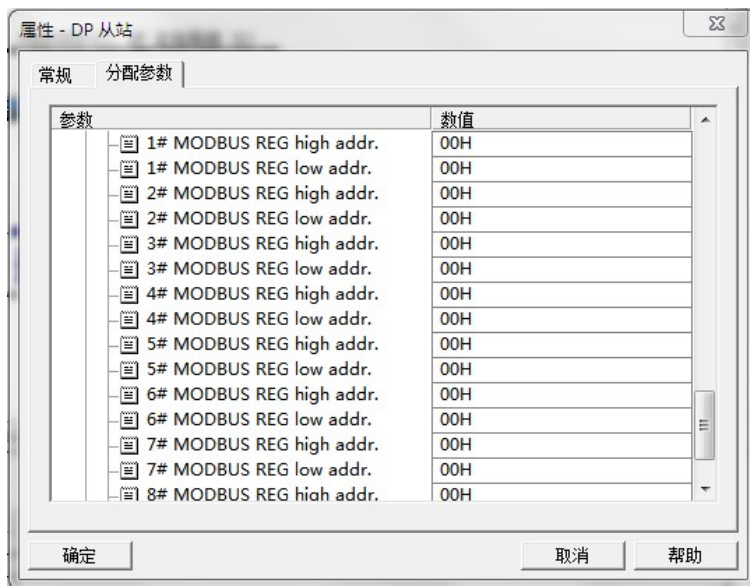 属性 - DP 从站
常规 分配参数
参数 数值
1# MODBUS REG high addr. 00H
1# MODBUS REG low addr. 00H
2# MODBUS REG high addr. 00H
2# MODBUS REG low addr. 00H
3# MODBUS REG high addr. 00H
3# MODBUS REG low addr. 00H
4# MODBUS REG high addr. 00H
4# MODBUS REG low addr. 00H
5# MODBUS REG high addr. 00H
5# MODBUS REG low addr. 00H
6# MODBUS REG high addr. 00H
6# MODBUS REG low addr. 00H
7# MODBUS REG high addr. 00H
7# MODBUS REG low addr. 00H
8# MODBUS REG high addr. 00H
确定 取消 帮助